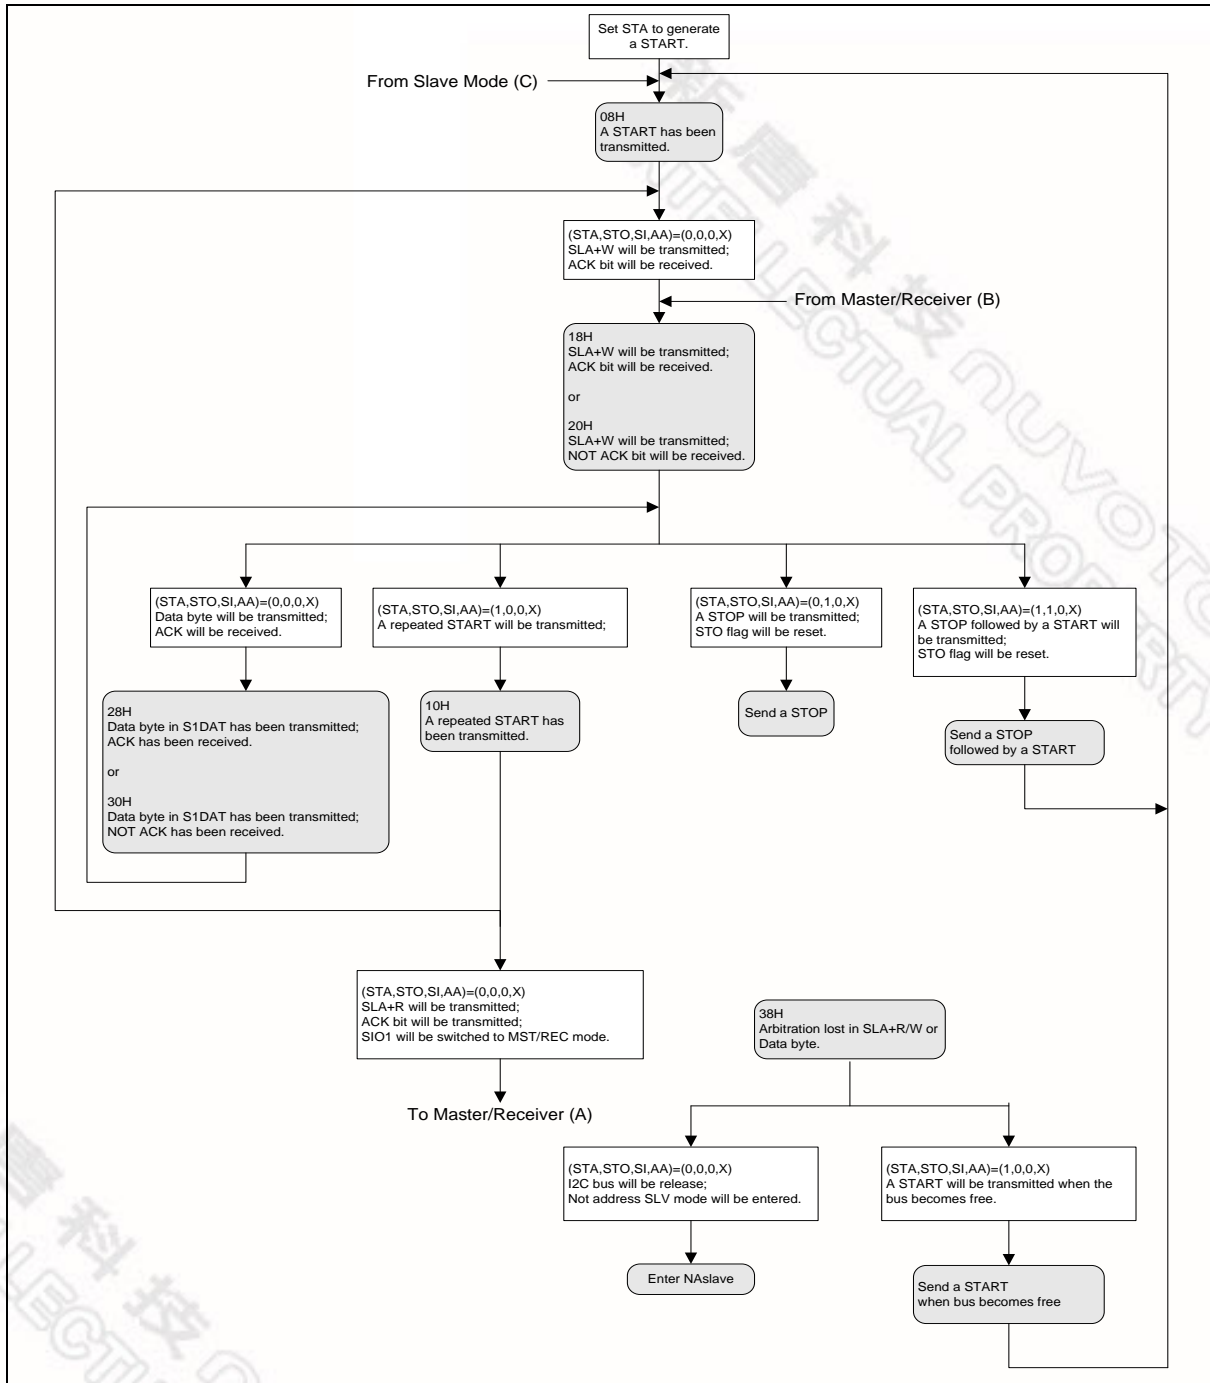 Set STA to generate
a START.
From Slave Mode (C)
08H
A START has been
transmitted.
(STA,STO,SI,AA)=(0,0,0,X)
SLA+W will be transmitted;
ACK bit will be received.
From Master/Receiver (B)
18H
SLA+W will be transmitted;
ACK bit will be received.
or
20H
SLA+W will be transmitted;
NOT ACK bit will be received.
(STA,STO,SI,AA)=(0,0,0,X)
Data byte will be transmitted;
ACK will be received.
(STA,STO,SI,AA)=(1,0,0,X)
A repeated START will be transmitted;
(STA,STO,SI,AA)=(0,1,0,X)
A STOP will be transmitted;
STO flag will be reset.
(STA,STO,SI,AA)=(1,1,0,X)
A STOP followed by a START will
be transmitted;
STO flag will be reset.
28H
Data byte in S1DAT has been transmitted;
ACK has been received.
or
30H
Data byte in S1DAT has been transmitted;
NOT ACK has been received.
10H
A repeated START has
been transmitted.
Send a STOP
Send a STOP
followed by a START
(STA,STO,SI,AA)=(0,0,0,X)
SLA+R will be transmitted;
ACK bit will be transmitted;
SIO1 will be switched to MST/REC mode.
To Master/Receiver (A)
38H
Arbitration lost in SLA+R/W or
Data byte.
(STA,STO,SI,AA)=(0,0,0,X)
I2C bus will be release;
Not address SLV mode will be entered.
(STA,STO,SI,AA)=(1,0,0,X)
A START will be transmitted when the
bus becomes free.
Enter NAslave
Send a START
when bus becomes free
新唐科技 nuvoTo
INTELLECTUAL PROPERTY
唐科技 n
LLECTU